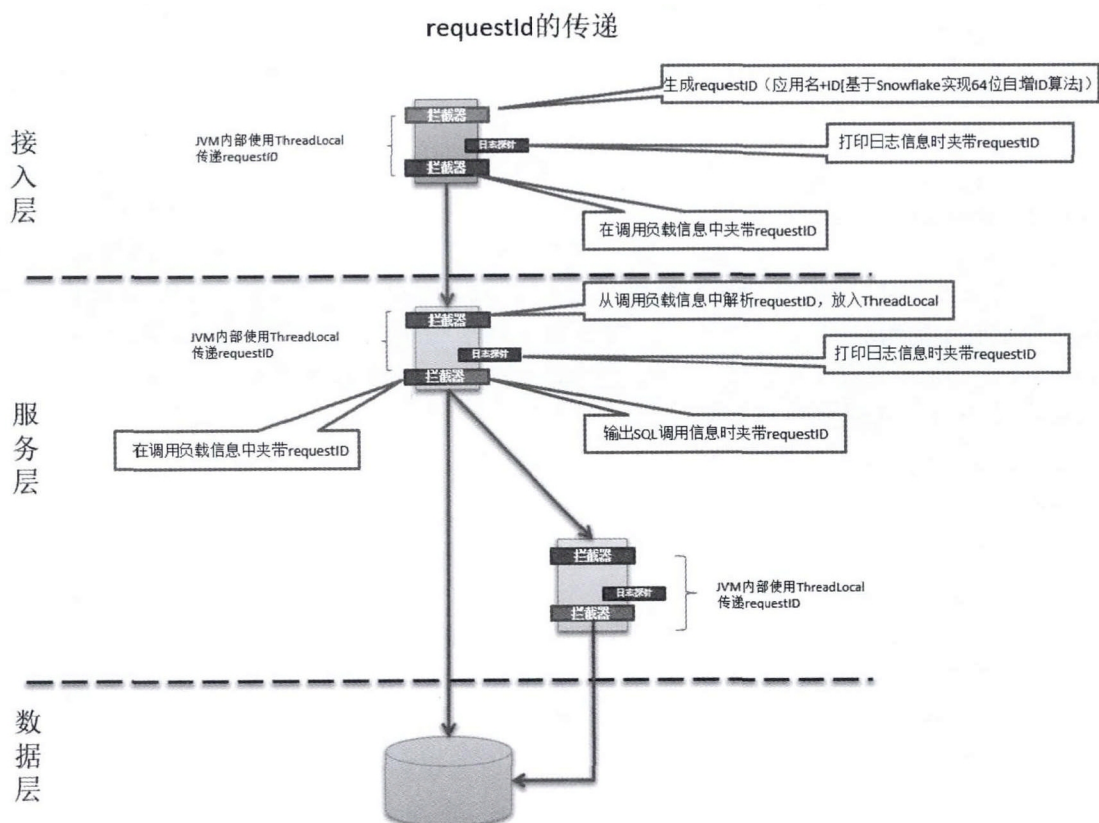 requestId的传递
生成requestID（应用名+ID[基于Snowflake实现64位自增ID算法]）
接入层
拦截器
JVM内部使用ThreadLocal
传递requestID
日志探针
打印日志信息时夹带requestID
拦截器
在调用负载信息中夹带requestID
从调用负载信息中解析requestID，放入ThreadLocal
拦截器
JVM内部使用ThreadLocal
传递requestID
日志探针
打印日志信息时夹带requestID
拦截器
服务层
在调用负载信息中夹带requestID
输出SQL调用信息时夹带requestID
拦截器
日志探针
JVM内部使用ThreadLocal
传递requestID
拦截器
数据层